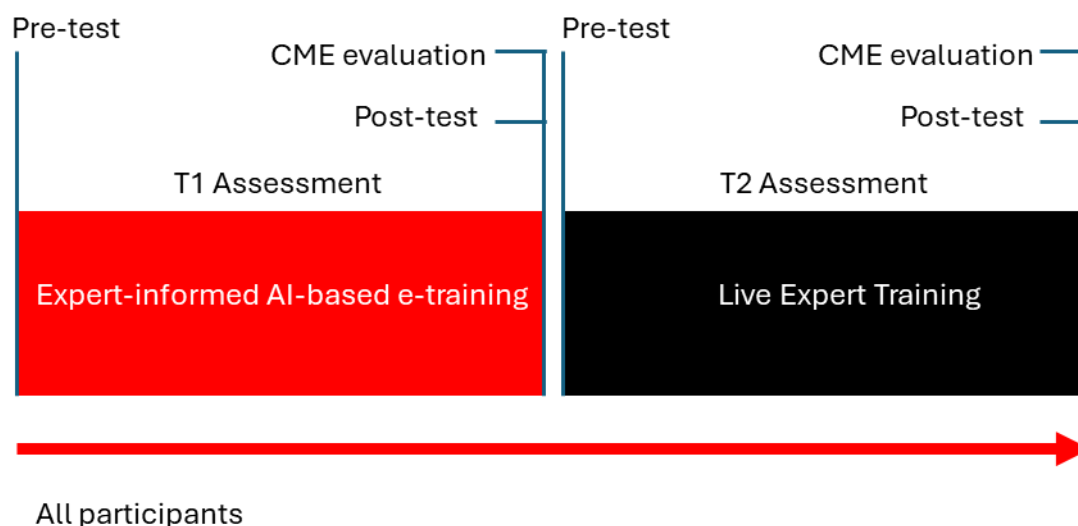 Pre-test
CME evaluation
Post-test
T1 Assessment
Expert-informed AI-based e-training
Pre-test
CME evaluation
Post-test
T2 Assessment
Live Expert Training
All participants